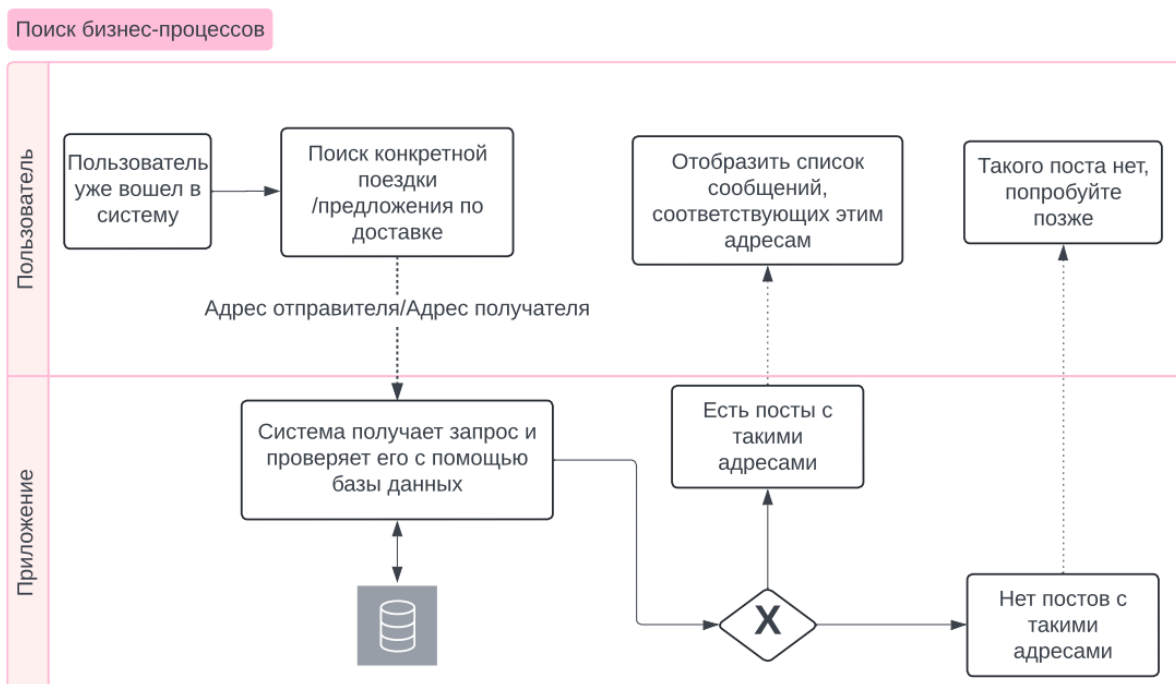 Поиск бизнес-процессов
Пользователь
Пользователь
уже вошел в
систему
Поиск конкретной
поездки
/предложения по
доставке
Отобразить список
сообщений,
соответствующих этим
адресам
Такого поста нет,
попробуйте
позже
Адрес отправителя/Адрес получателя
Приложение
Система получает запрос и
проверяет его с помощью
базы данных
Есть посты с
такими
адресами
X
Нет постов с
такими
адресами